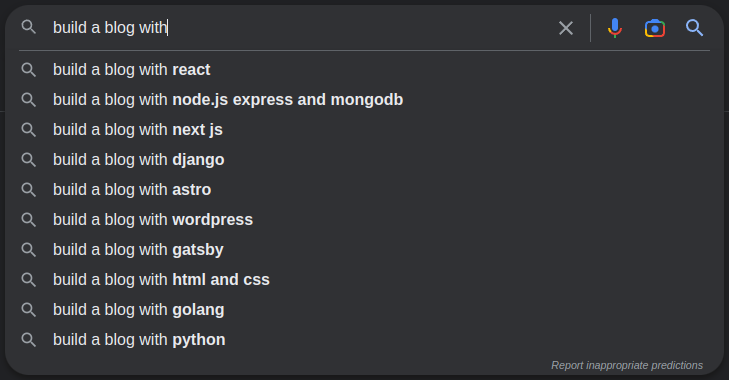 build a blog with
build a blog with react
build a blog with node.js express and mongodb
build a blog with next js
build a blog with django
build a blog with astro
build a blog with wordpress
build a blog with gatsby
build a blog with html and css
build a blog with golang
build a blog with python
Report inappropriate predictions